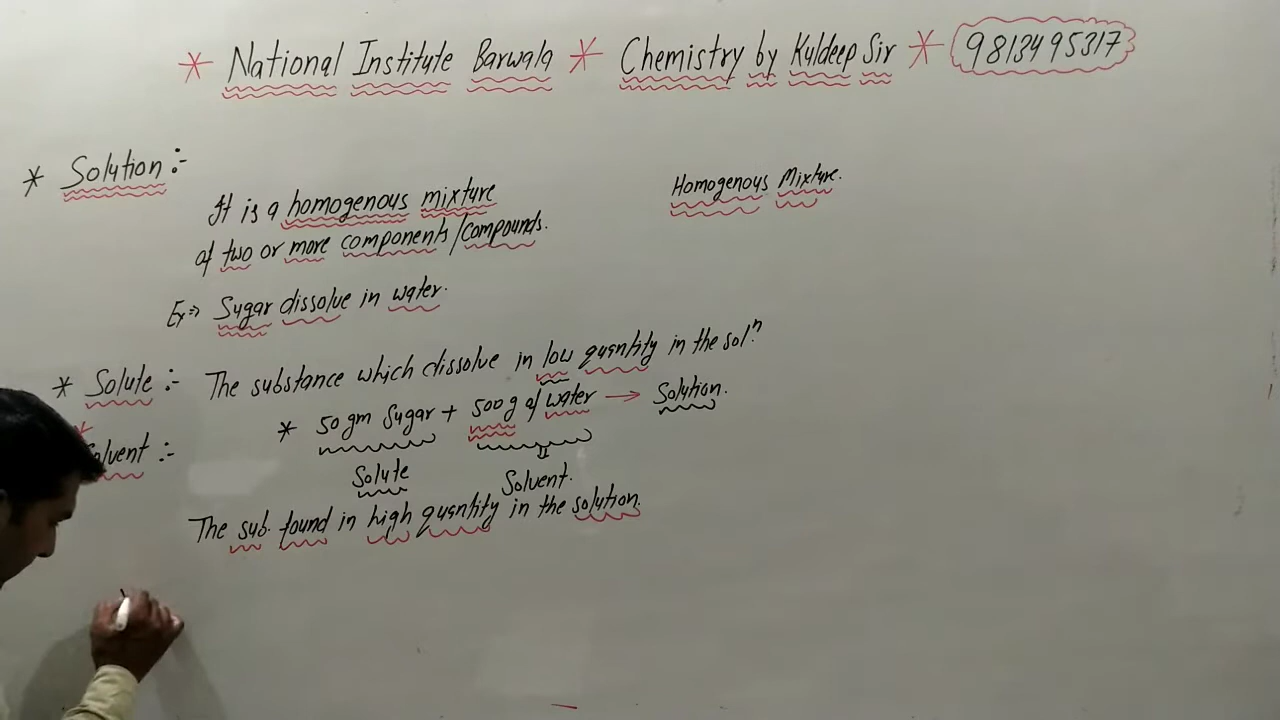 * National Institute Barwala * Chemistry by Kuldeep Sir * 9813495317
* Solution :-
It is a homogenous mixture
of two or more components/compounds.
Ex⇒ Sugar dissolve in water.
Homogenous Mixture.
* Solute :- The substance which dissolve in low quantity in the solⁿ.
* 50 gm Sugar + 500 g of water → Solution.
Solute
Solvent.
* Solvent :-
The sub. found in high quantity in the solution.